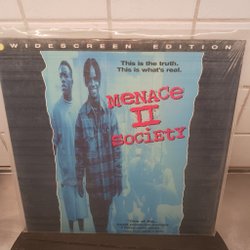 WIDESCREEN EDITION
This is the truth.
This is what's real.
MENACE
II
SOCIETY